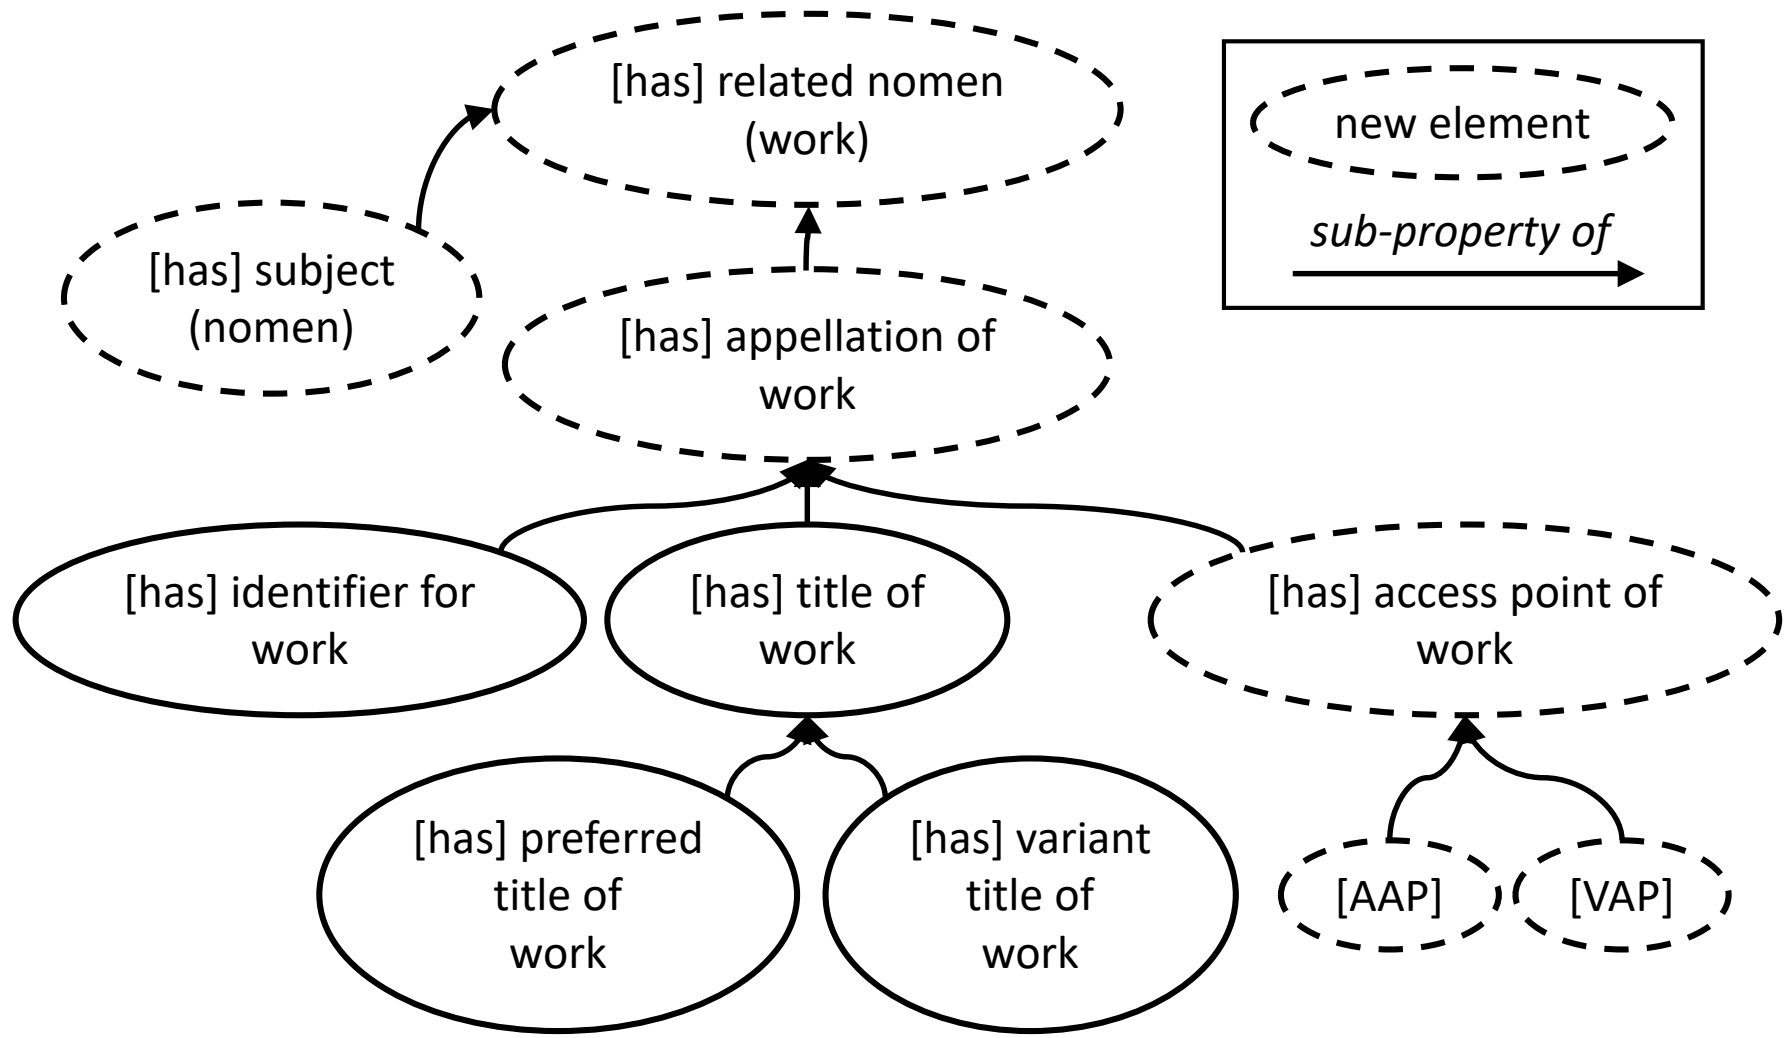 [has] related nomen
(work)
new element
sub-property of
[has] subject
(nomen)
[has] appellation of
work
[has] identifier for
work
[has] title of
work
[has] access point of
work
[has] preferred
title of
work
[has] variant
title of
work
[AAP]
[VAP]